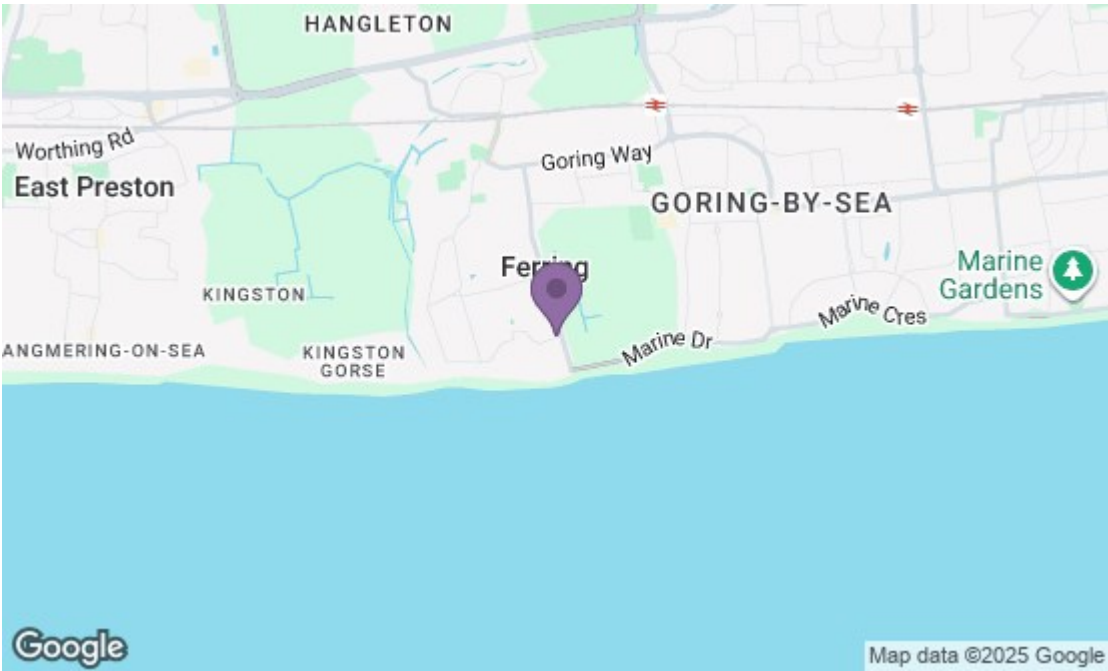 HANGLETON
Worthing Rd
Goring Way
East Preston
GORING-BY-SEA
Ferring
Marine
Gardens
KINGSTON
Marine Cres
ANGMERING-ON-SEA
KINGSTON
GORSE
Marine Dr
Google
Map data ©2025 Google